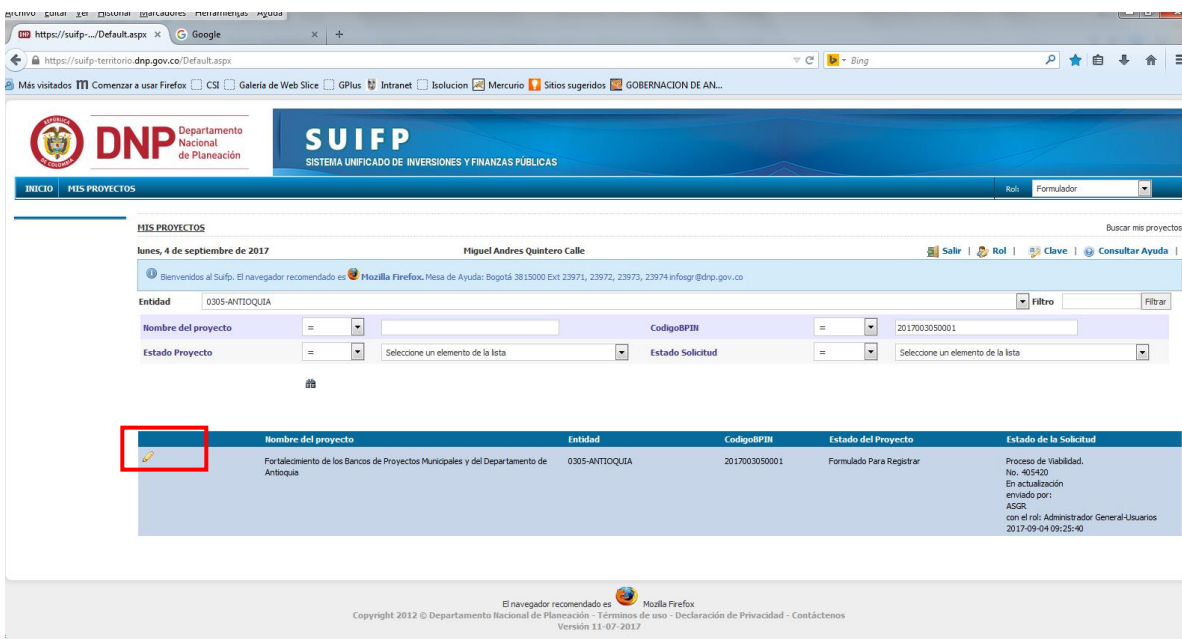 Archivo Editar Ver Historial Marcadores Herramientas Ayuda
https://suifp-.../Default.aspx × Google × +
https://suifp-territorio.dnp.gov.co/Default.aspx Bing
Más visitados Comenzar a usar Firefox CSI Galería de Web Slice GPlus Intranet Isolucion Mercurio Sitios sugeridos GOBERNACION DE AN...
REPÚBLICA DE COLOMBIA
DNP Departamento Nacional de Planeación
SUIFP
SISTEMA UNIFICADO DE INVERSIONES Y FINANZAS PÚBLICAS
INICIO MIS PROYECTOS Rol: Formulador
MIS PROYECTOS Buscar mis proyectos
lunes, 4 de septiembre de 2017 Miguel Andres Quintero Calle Salir | Rol | Clave | Consultar Ayuda |
Bienvenidos al Suifp. El navegador recomendado es Mozilla Firefox. Mesa de Ayuda: Bogotá 3815000 Ext 23971, 23972, 23973, 23974 infosgr@dnp.gov.co
Entidad 0305-ANTIOQUIA Filtro Filtrar
Nombre del proyecto = CodigoBPIN = 2017003050001
Estado Proyecto = Seleccione un elemento de la lista Estado Solicitud = Seleccione un elemento de la lista
Nombre del proyecto Entidad CodigoBPIN Estado del Proyecto Estado de la Solicitud
Fortalecimiento de los Bancos de Proyectos Municipales y del Departamento de Antioquia 0305-ANTIOQUIA 2017003050001 Formulado Para Registrar Proceso de Viabilidad.
No. 405420
En actualización
enviado por:
ASGR
con el rol: Administrador General-Usuarios
2017-09-04 09:25:40
El navegador recomendado es Mozilla Firefox
Copyright 2012 © Departamento Nacional de Planeación - Términos de uso - Declaración de Privacidad - Contáctenos
Versión 11-07-2017